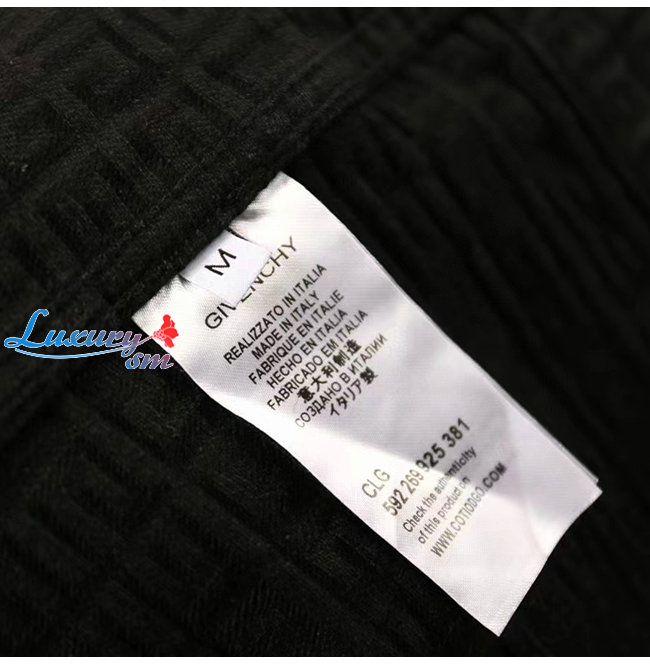 M
GIVENCHY
REALIZZATO IN ITALIA
MADE IN ITALY
FABRIQUE EN ITALIE
HECHO EN ITALIA
FABRICADO EM ITALIA
意大利制造
СОЗДАНО В ИТАЛИИ
イタリア製
CLG
592 269 925 381
Check the authenticity
of this product on
WWW.COTIODGO.COM
Luxury
sm